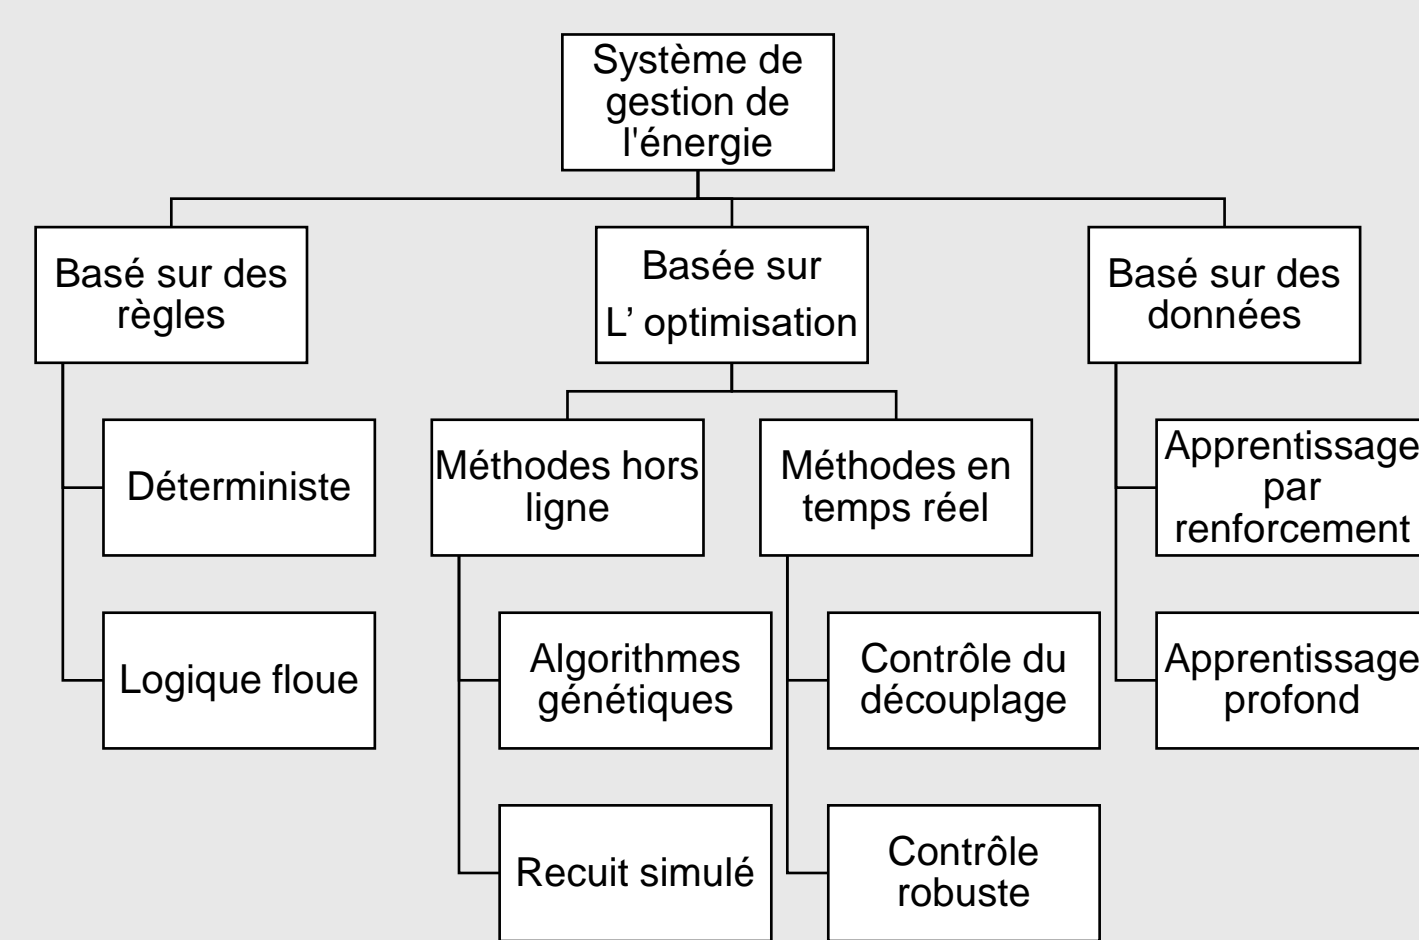 Système de
gestion de
l'énergie
Basé sur des
règles
Basée sur
L’ optimisation
Basé sur des
données
Déterministe
Logique floue
Méthodes hors
ligne
Algorithmes
génétiques
Recuit simulé
Méthodes en
temps réel
Contrôle du
découplage
Contrôle
robuste
Apprentissage
par
renforcement
Apprentissage
profond